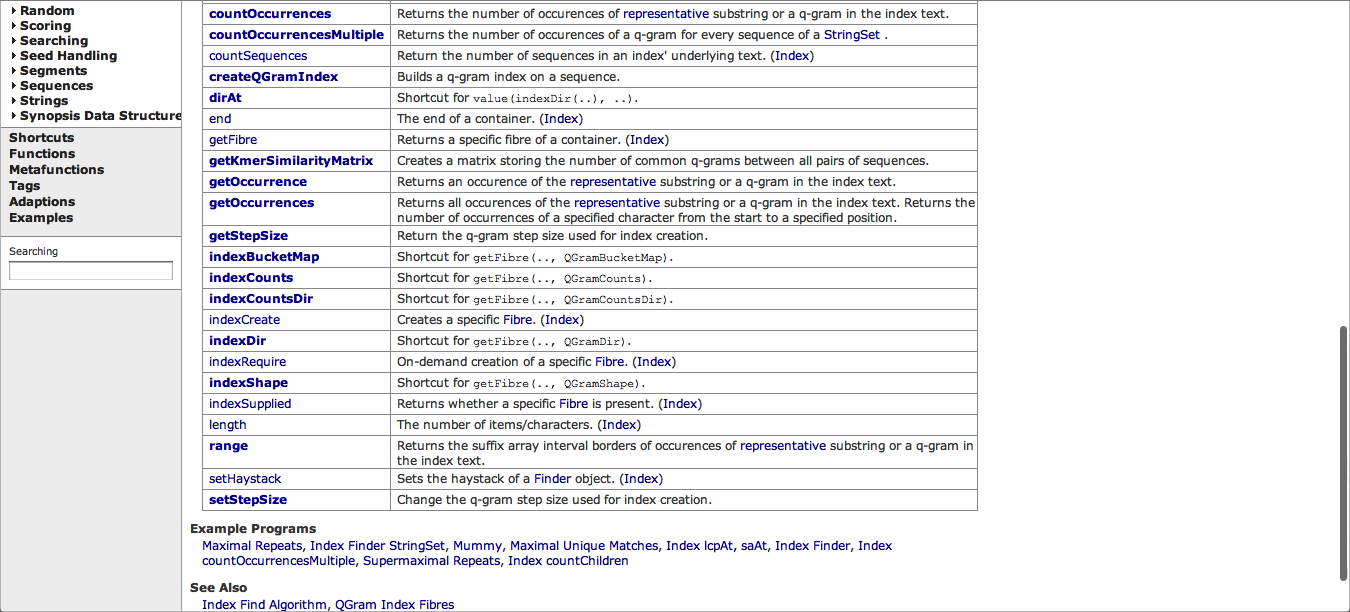 Random
Scoring
Searching
Seed Handling
Segments
Sequences
Strings
Synopsis Data Structure
Shortcuts
Functions
Metafunctions
Tags
Adaptions
Examples
Searching
countOccurrences Returns the number of occurences of representative substring or a q-gram in the index text.
countOccurrencesMultiple Returns the number of occurences of a q-gram for every sequence of a StringSet .
countSequences Return the number of sequences in an index' underlying text. (Index)
createQGramIndex Builds a q-gram index on a sequence.
dirAt Shortcut for value(indexDir(..), ..).
end The end of a container. (Index)
getFibre Returns a specific fibre of a container. (Index)
getKmerSimilarityMatrix Creates a matrix storing the number of common q-grams between all pairs of sequences.
getOccurrence Returns an occurence of the representative substring or a q-gram in the index text.
getOccurrences Returns all occurences of the representative substring or a q-gram in the index text. Returns the
number of occurrences of a specified character from the start to a specified position.
getStepSize Return the q-gram step size used for index creation.
indexBucketMap Shortcut for getFibre(.., QGramBucketMap).
indexCounts Shortcut for getFibre(.., QGramCounts).
indexCountsDir Shortcut for getFibre(.., QGramCountsDir).
indexCreate Creates a specific Fibre. (Index)
indexDir Shortcut for getFibre(.., QGramDir).
indexRequire On-demand creation of a specific Fibre. (Index)
indexShape Shortcut for getFibre(.., QGramShape).
indexSupplied Returns whether a specific Fibre is present. (Index)
length The number of items/characters. (Index)
range Returns the suffix array interval borders of occurences of representative substring or a q-gram in
the index text.
setHaystack Sets the haystack of a Finder object. (Index)
setStepSize Change the q-gram step size used for index creation.
Example Programs
Maximal Repeats, Index Finder StringSet, Mummy, Maximal Unique Matches, Index lcpAt, saAt, Index Finder, Index
countOccurrencesMultiple, Supermaximal Repeats, Index countChildren
See Also
Index Find Algorithm, QGram Index Fibres